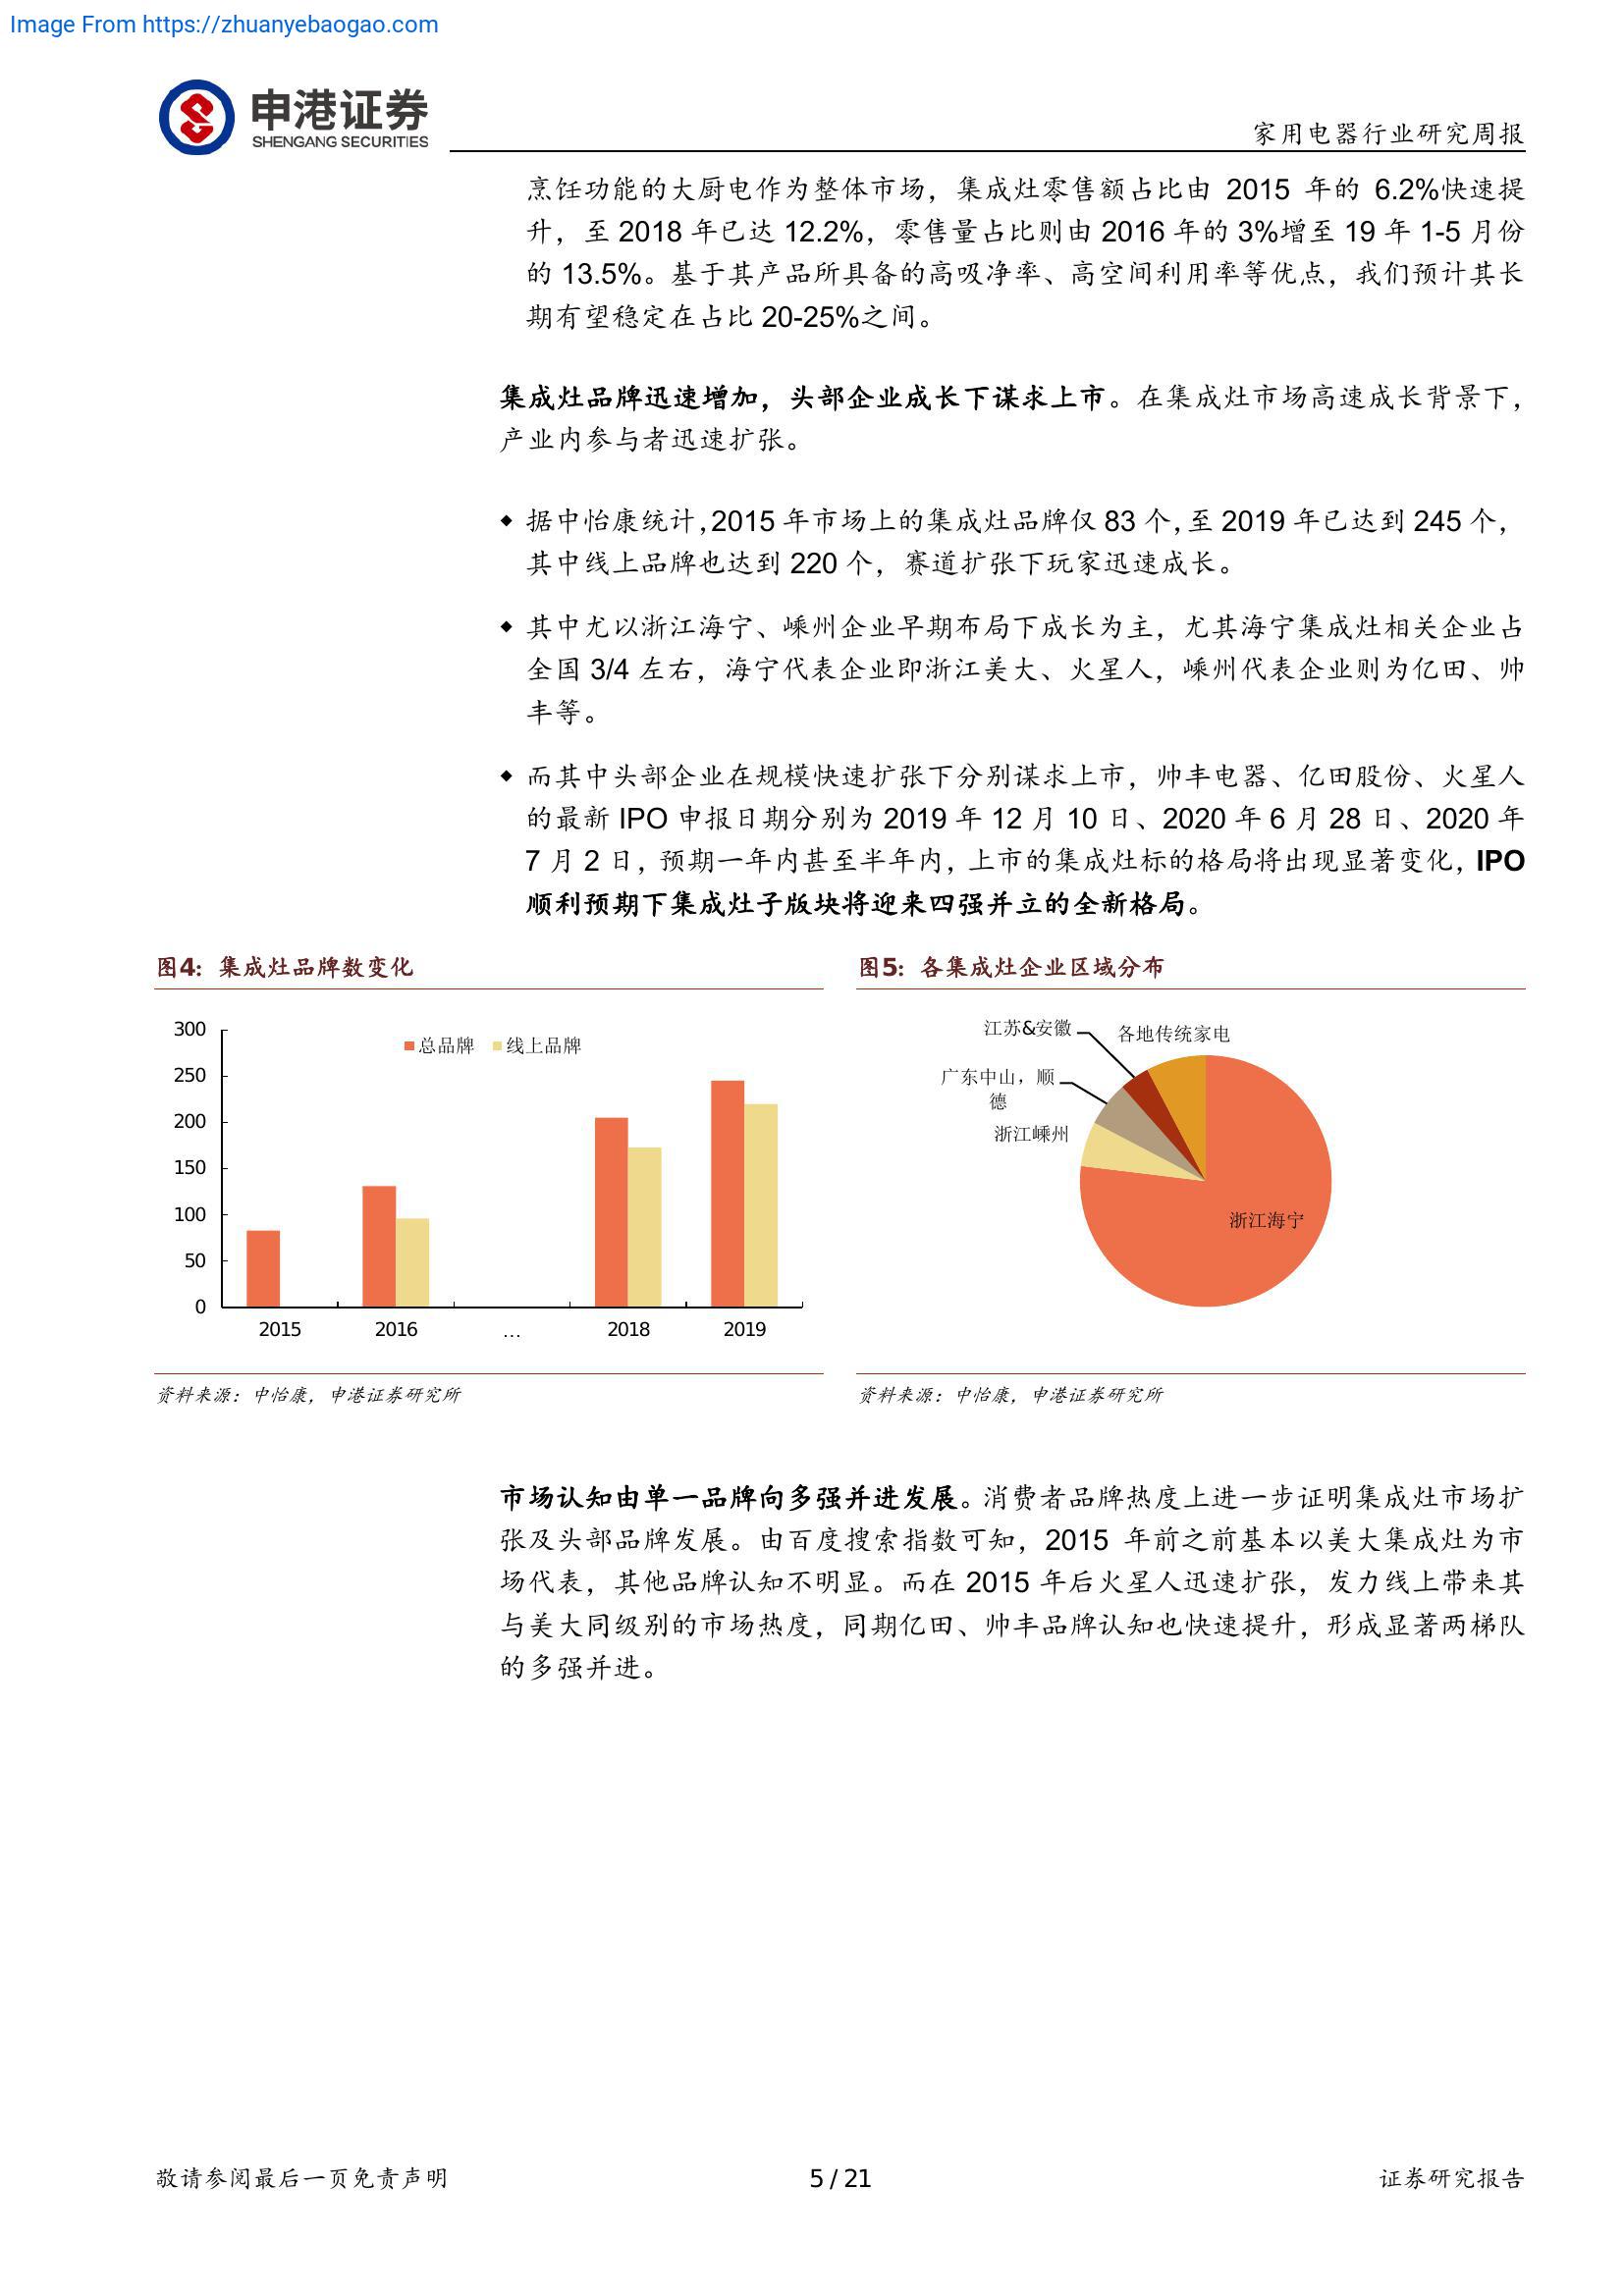 Image From https://zhuanyebaogao.com
申港证券
SHENGANG SECURITIES
家用电器行业研究周报
烹饪功能的大厨电作为整体市场，集成灶零售额占比由 2015 年的 6.2%快速提
升，至 2018 年已达 12.2%，零售量占比则由 2016 年的 3%增至 19 年 1-5 月份
的 13.5%。基于其产品所具备的高吸净率、高空间利用率等优点，我们预计其长
期有望稳定在占比 20-25%之间。
集成灶品牌迅速增加，头部企业成长下谋求上市。在集成灶市场高速成长背景下，
产业内参与者迅速扩张。
◆ 据中怡康统计，2015 年市场上的集成灶品牌仅 83 个，至 2019 年已达到 245 个，
其中线上品牌也达到 220 个，赛道扩张下玩家迅速成长。
◆ 其中尤以浙江海宁、嵊州企业早期布局下成长为主，尤其海宁集成灶相关企业占
全国 3/4 左右，海宁代表企业即浙江美大、火星人，嵊州代表企业则为亿田、帅
丰等。
◆ 而其中头部企业在规模快速扩张下分别谋求上市，帅丰电器、亿田股份、火星人
的最新 IPO 申报日期分别为 2019 年 12 月 10 日、2020 年 6 月 28 日、2020 年
7 月 2 日，预期一年内甚至半年内，上市的集成灶标的格局将出现显著变化，IPO
顺利预期下集成灶子版块将迎来四强并立的全新格局。
图4：集成灶品牌数变化
300
250
200
150
100
50
0
总品牌 线上品牌
2015 2016 … 2018 2019
资料来源：中怡康，申港证券研究所
图5：各集成灶企业区域分布
江苏&安徽
各地传统家电
广东中山，顺
德
浙江嵊州
浙江海宁
资料来源：中怡康，申港证券研究所
市场认知由单一品牌向多强并进发展。消费者品牌热度上进一步证明集成灶市场扩
张及头部品牌发展。由百度搜索指数可知，2015 年前之前基本以美大集成灶为市
场代表，其他品牌认知不明显。而在 2015 年后火星人迅速扩张，发力线上带来其
与美大同级别的市场热度，同期亿田、帅丰品牌认知也快速提升，形成显著两梯队
的多强并进。
敬请参阅最后一页免责声明
5 / 21
证券研究报告